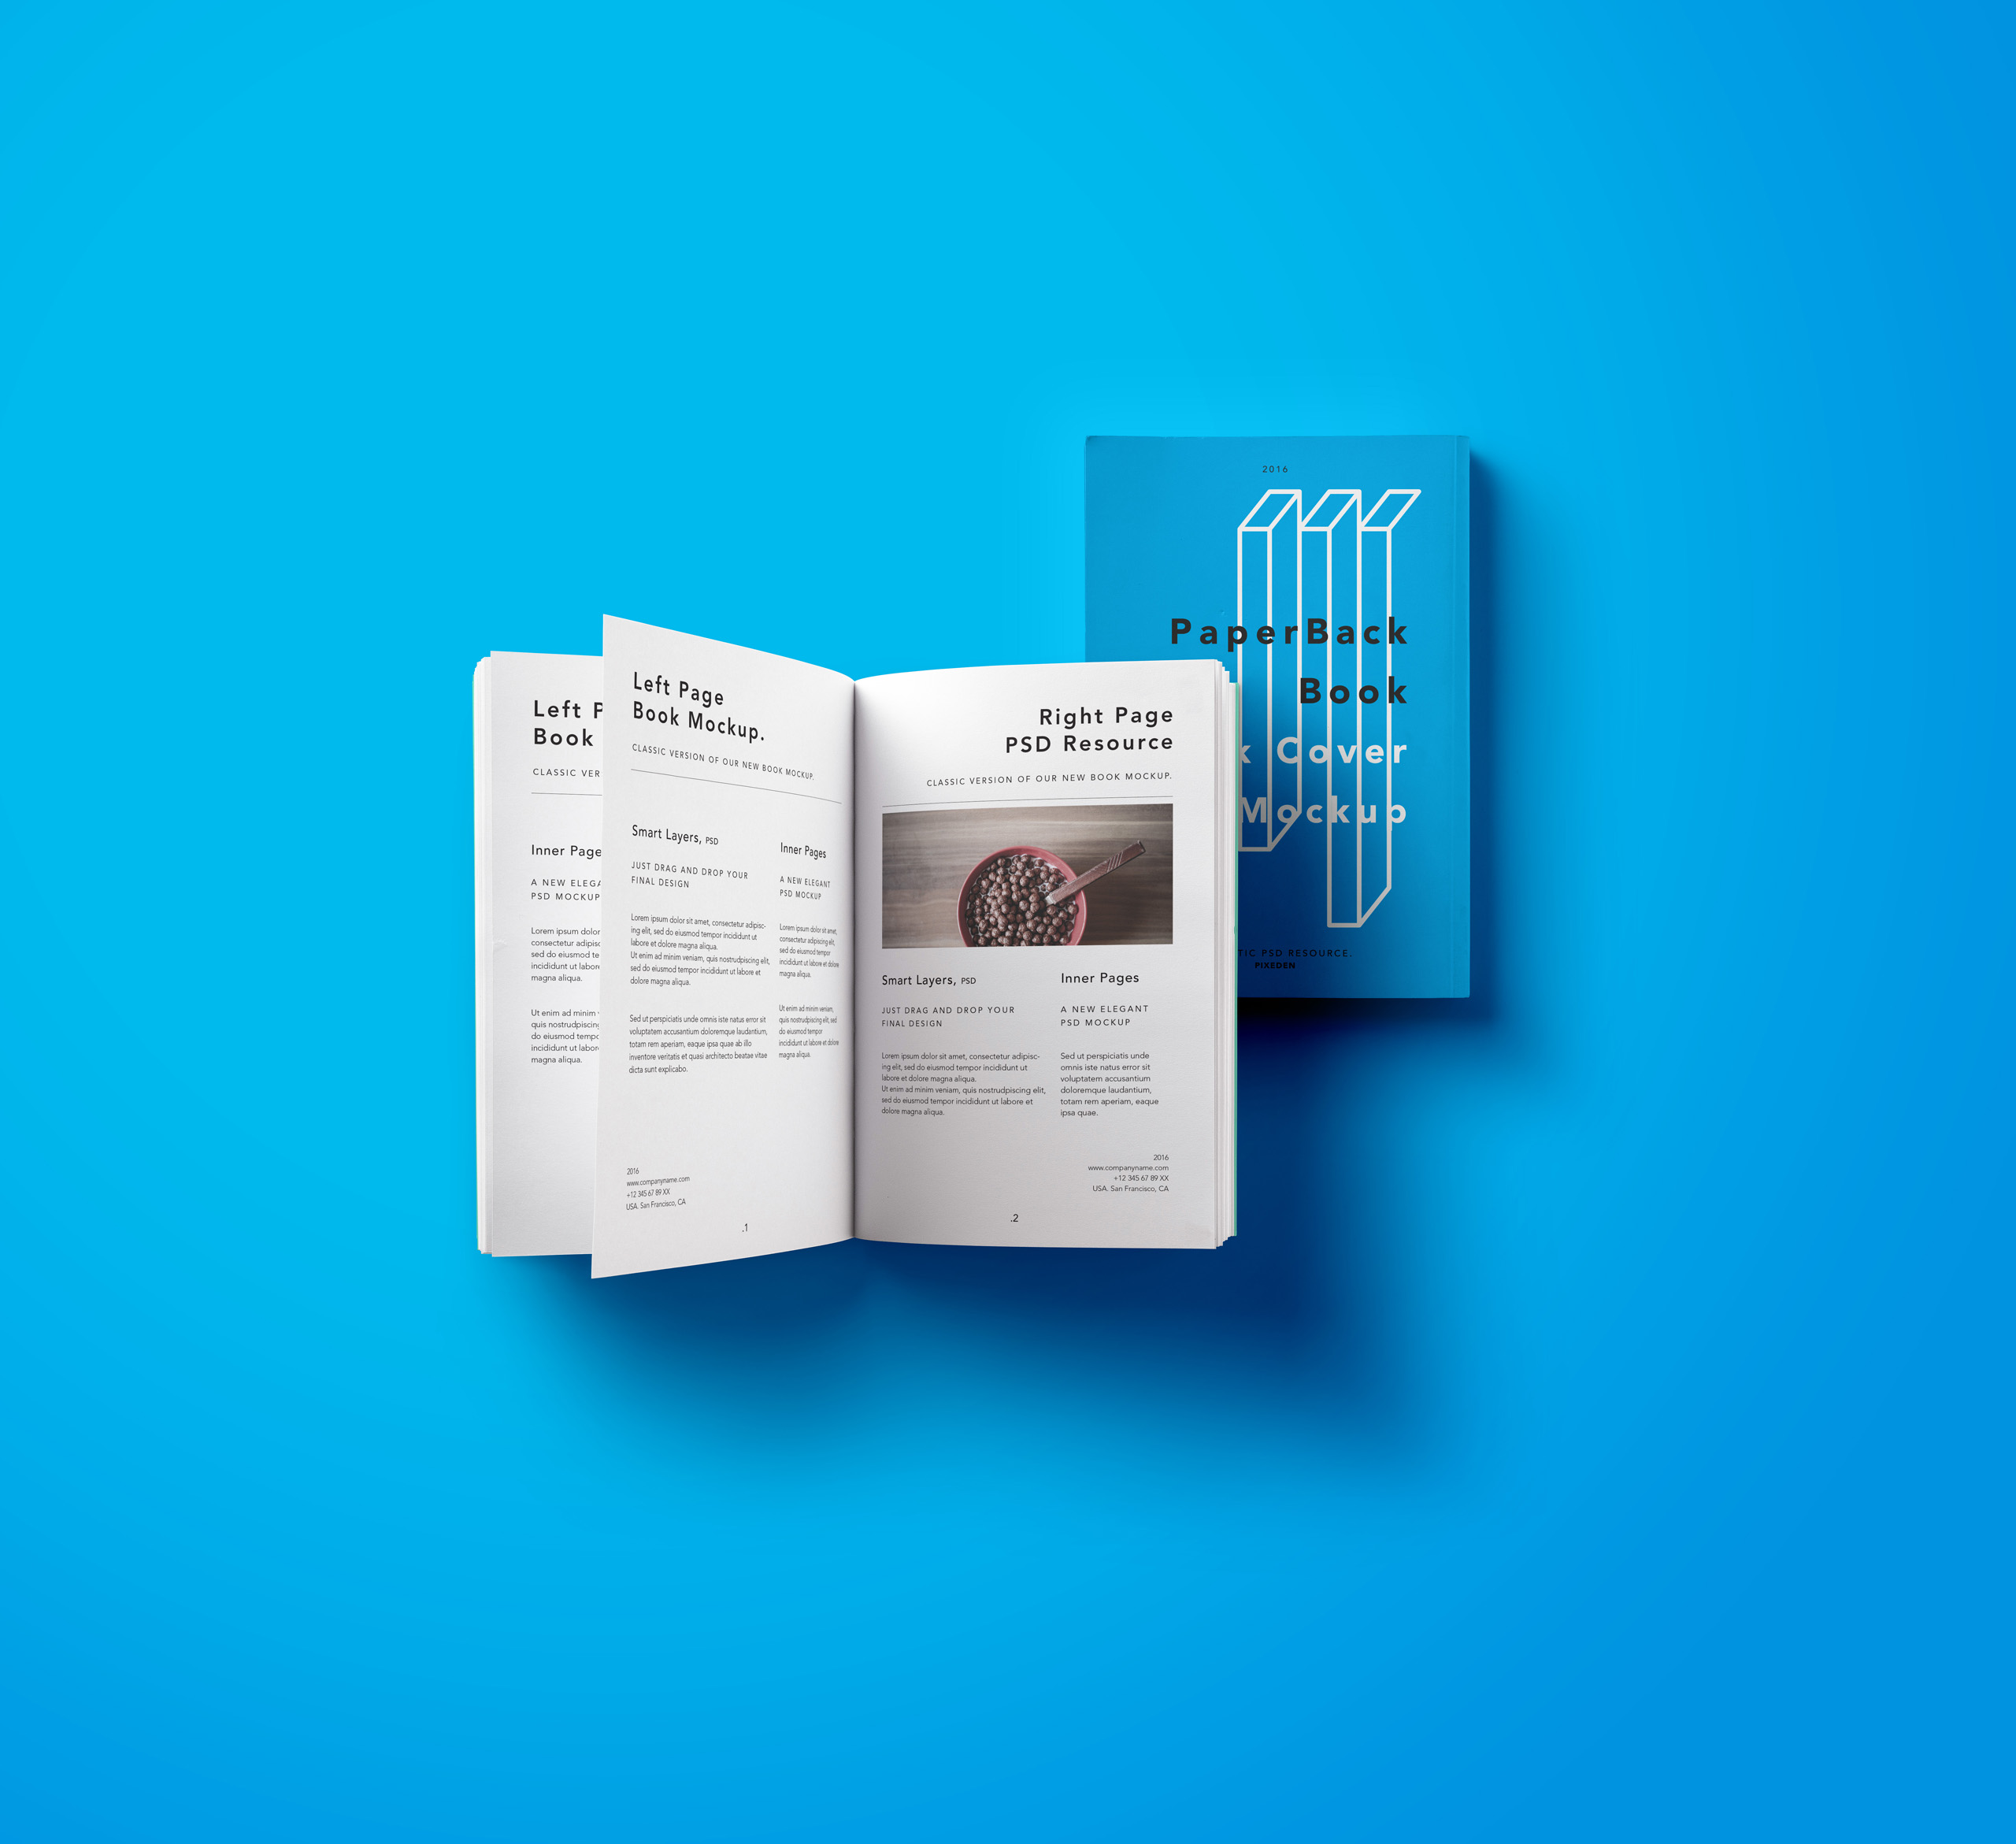 2016
PaperBack
Book
k Cover
Mockup
TIC PSD RESOURCE.
PIXEDEN
Left P
Book
CLASSIC VER
Inner Page
A NEW ELEGA
PSD MOCKUP
Lorem ipsum dolor
consectetur adipisc
sed do eiusmod te
incididunt ut labore
magna aliqua.
Ut enim ad minim v
quis nostrudpiscing
do eiusmod tempo
incididunt ut labore
magna aliqua.
Left Page
Book Mockup.
CLASSIC VERSION OF OUR NEW BOOK MOCKUP.
Smart Layers, PSD
JUST DRAG AND DROP YOUR
FINAL DESIGN
Lorem ipsum dolor sit amet, consectetur adipisc-
ing elit, sed do eiusmod tempor incididunt ut
labore et dolore magna aliqua.
Ut enim ad minim veniam, quis nostrudpiscing elit,
sed do eiusmod tempor incididunt ut labore et
dolore magna aliqua.
Sed ut perspiciatis unde omnis iste natus error sit
voluptatem accusantium doloremque laudantium,
totam rem aperiam, eaque ipsa quae ab illo
inventore veritatis et quasi architecto beatae vitae
dicta sunt explicabo.
Inner Pages
A NEW ELEGANT
PSD MOCKUP
Lorem ipsum dolor sit amet,
consectetur adipiscing elit,
sed do eiusmod tempor
incididunt ut labore et dolore
magna aliqua.
Ut enim ad minim veniam,
quis nostrudpiscing elit, sed
do eiusmod tempor
incididunt ut labore et dolore
magna aliqua.
2016
www.companyname.com
+12 345 67 89 XX
USA. San Francisco, CA
.1
Right Page
PSD Resource
CLASSIC VERSION OF OUR NEW BOOK MOCKUP.
Smart Layers, PSD
JUST DRAG AND DROP YOUR
FINAL DESIGN
Lorem ipsum dolor sit amet, consectetur adipisc-
ing elit, sed do eiusmod tempor incididunt ut
labore et dolore magna aliqua.
Ut enim ad minim veniam, quis nostrudpiscing elit,
sed do eiusmod tempor incididunt ut labore et
dolore magna aliqua.
Inner Pages
A NEW ELEGANT
PSD MOCKUP
Sed ut perspiciatis unde
omnis iste natus error sit
voluptatem accusantium
doloremque laudantium,
totam rem aperiam, eaque
ipsa quae.
2016
www.companyname.com
+12 345 67 89 XX
USA. San Francisco, CA
.2